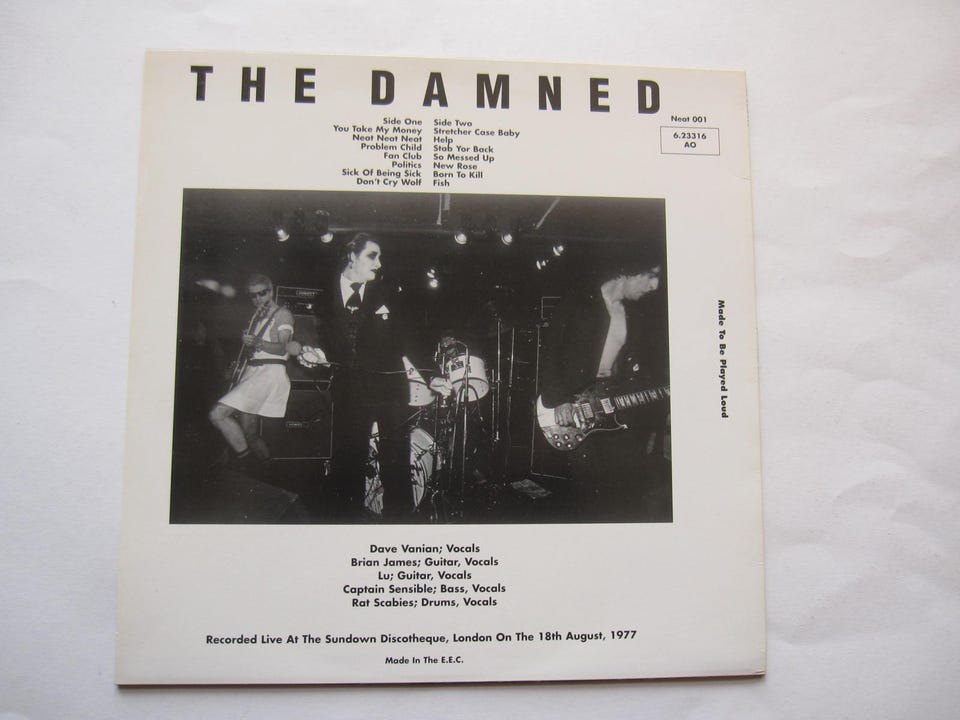 THE DAMNED
Side One
You Take My Money
Neat Neat Neat
Problem Child
Fan Club
Politics
Sick Of Being Sick
Don't Cry Wolf
Side Two
Stretcher Case Baby
Help
Stab Yor Back
So Messed Up
New Rose
Born To Kill
Fish
Neat 001
6.23316
AO
Made To Be Played Loud
Dave Vanian; Vocals
Brian James; Guitar, Vocals
Lu; Guitar, Vocals
Captain Sensible; Bass, Vocals
Rat Scabies; Drums, Vocals
Recorded Live At The Sundown Discotheque, London On The 18th August, 1977
Made In The E.E.C.